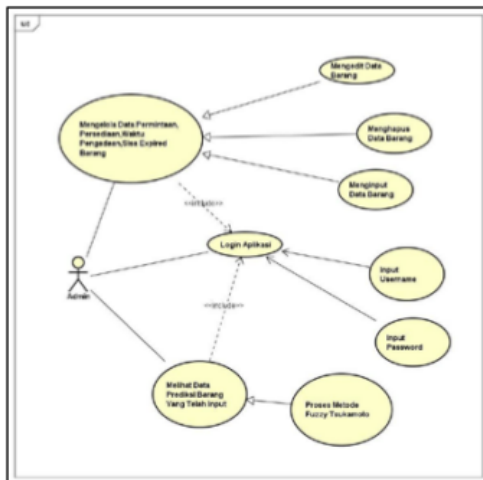 uc
Mengedit Data
Barang
Mengelola Data Permintaan,
Persediaan,Waktu
Pengadaan,Sisa Expired
Barang
Menghapus
Data Barang
Menginput
Data Barang
<<include>>
Login Aplikasi
Input
Username
Admin
<<include>>
Input
Password
Melihat Data
Prediksi Barang
Yang Telah Input
Proses Metode
Fuzzy Tsukamoto